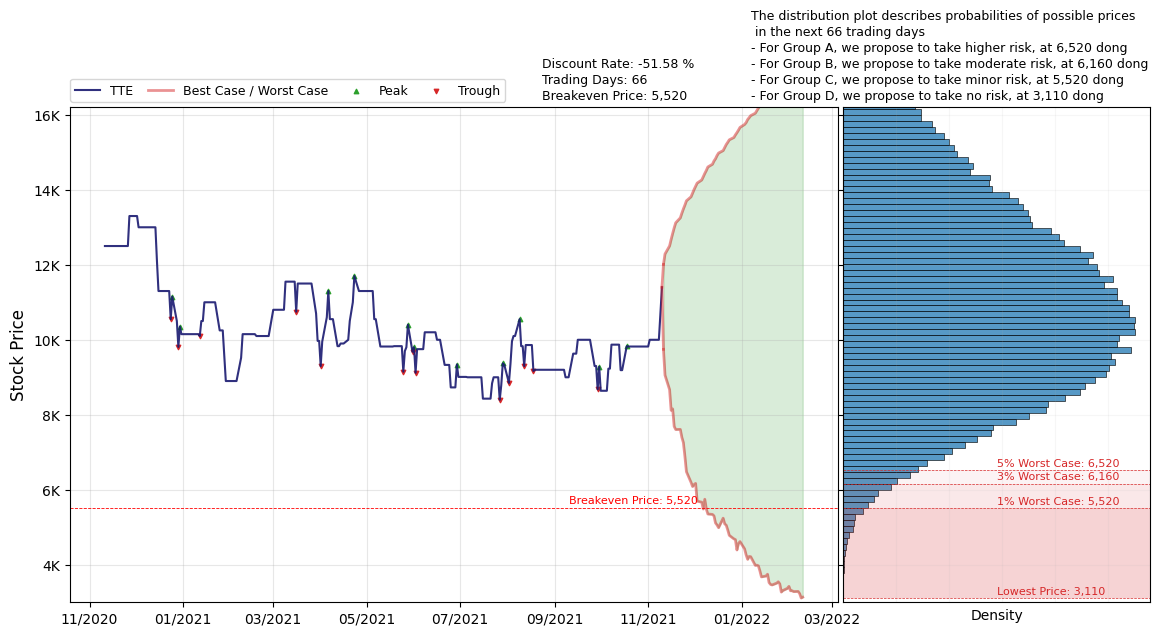 The distribution plot describes probabilities of possible prices
in the next 66 trading days
- For Group A, we propose to take higher risk, at 6,520 dong
- For Group B, we propose to take moderate risk, at 6,160 dong
- For Group C, we propose to take minor risk, at 5,520 dong
- For Group D, we propose to take no risk, at 3,110 dong
Discount Rate: -51.58 %
Trading Days: 66
Breakeven Price: 5,520
TTE
Best Case / Worst Case
Peak
Trough
Stock Price
16K
14K
12K
10K
8K
6K
4K
Breakeven Price: 5,520
5% Worst Case: 6,520
3% Worst Case: 6,160
1% Worst Case: 5,520
Lowest Price: 3,110
11/2020
01/2021
03/2021
05/2021
07/2021
09/2021
11/2021
01/2022
03/2022
Density